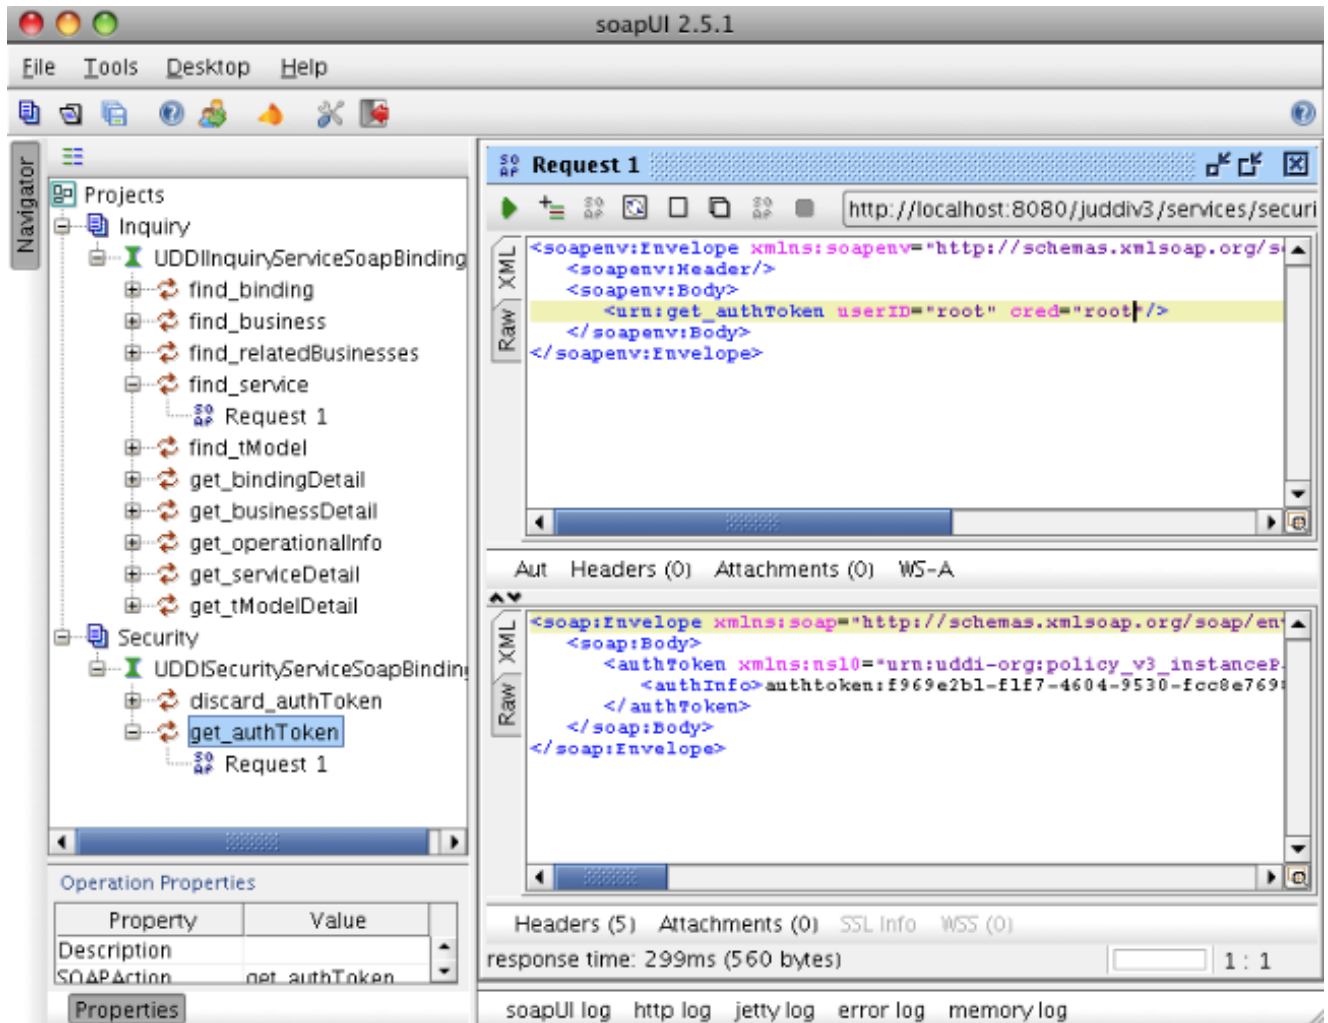 soapUI 2.5.1
File Tools Desktop Help
Navigator
Projects
Inquiry
UDDIInquiryServiceSoapBinding
find_binding
find_business
find_relatedBusinesses
find_service
Request 1
find_tModel
get_bindingDetail
get_businessDetail
get_operationalInfo
get_serviceDetail
get_tModelDetail
Security
UDDISecurityServiceSoapBinding
discard_authToken
get_authToken
Request 1
Operation Properties
Property Value
Description
SOAPAction get_authToken
Properties
Request 1
http://localhost:8080/juddiv3/services/securi
XML
Raw
<soapenv:Envelope xmlns:soapenv="http://schemas.xmlsoap.org/s
<soapenv:Header/>
<soapenv:Body>
<urn:get_authToken userID="root" cred="root"/>
</soapenv:Body>
</soapenv:Envelope>
Aut Headers (0) Attachments (0) WS-A
XML
Raw
<soap:Envelope xmlns:soap="http://schemas.xmlsoap.org/soap/en
<soap:Body>
<authToken xmlns:ns10="urn:uddi-org:policy_v3_instanceP
<authInfo>authtoken:f969e2b1-f1f7-4604-9530-fcc8e769
</authToken>
</soap:Body>
</soap:Envelope>
Headers (5) Attachments (0) SSL Info WSS (0)
response time: 299ms (560 bytes)
1 : 1
soapUI log http log jetty log error log memory log